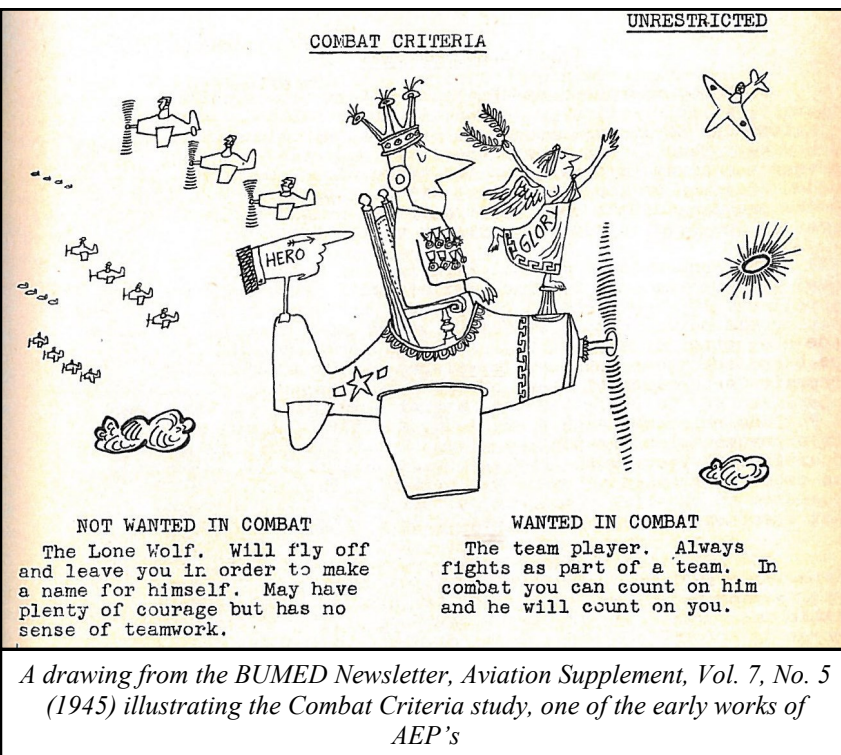 UNRESTRICTED
COMBAT CRITERIA
HERO
GLORY
NOT WANTED IN COMBAT
The Lone Wolf. Will fly off
and leave you in order to make
a name for himself. May have
plenty of courage but has no
sense of teamwork.
WANTED IN COMBAT
The team player. Always
fights as part of a team. In
combat you can count on him
and he will count on you.
A drawing from the BUMED Newsletter, Aviation Supplement, Vol. 7, No. 5
(1945) illustrating the Combat Criteria study, one of the early works of
AEP's